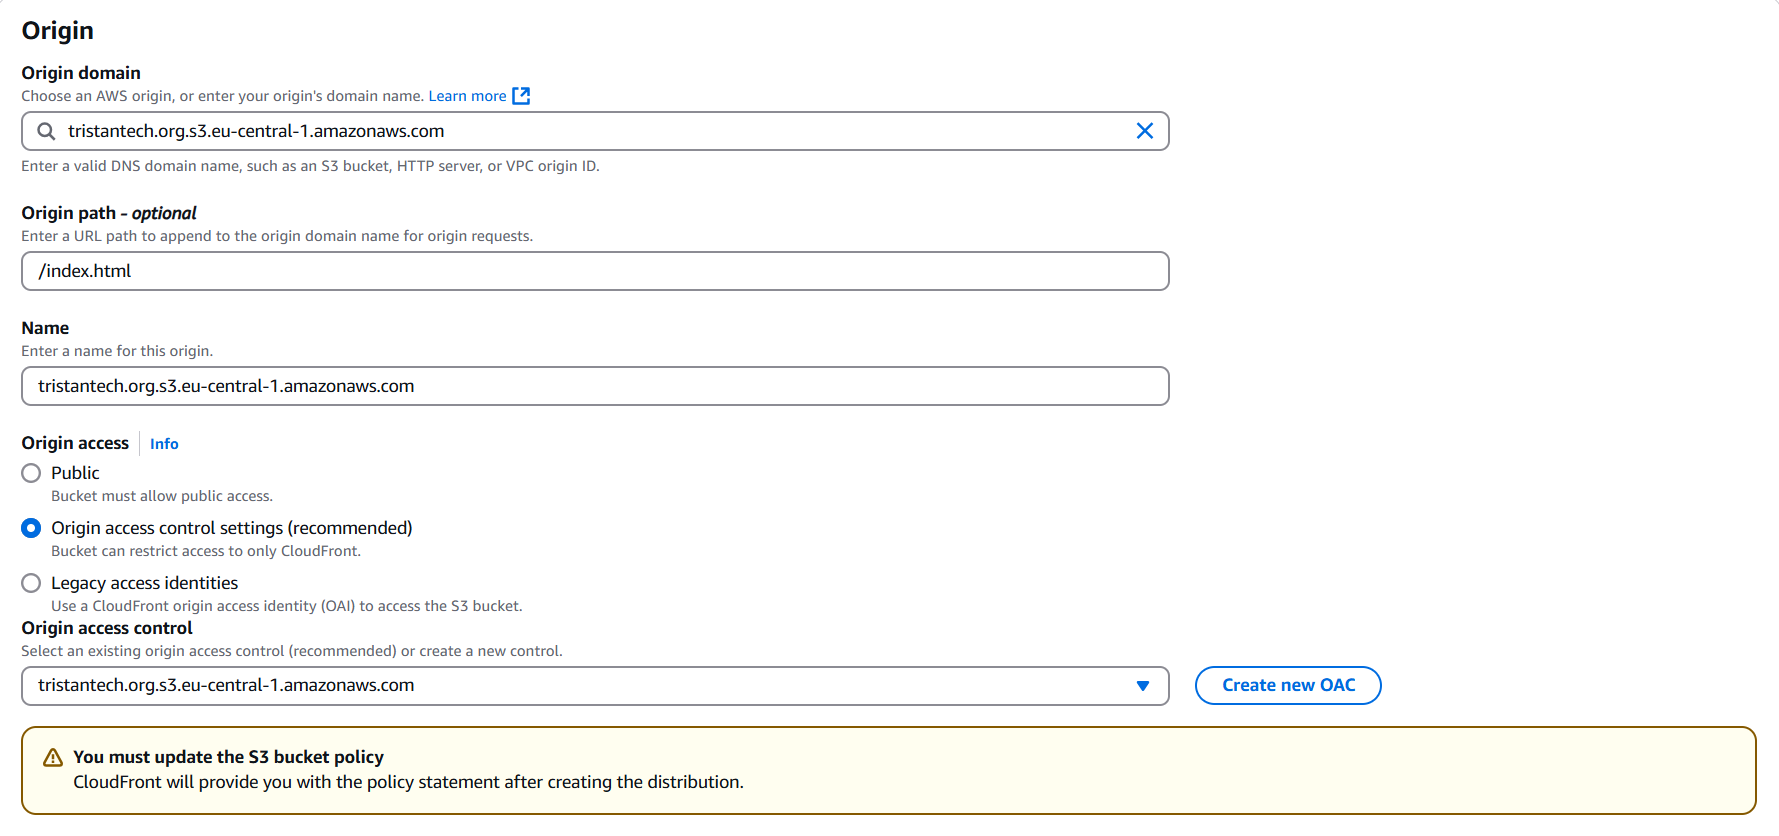 Origin
Origin domain
Choose an AWS origin, or enter your origin's domain name. Learn more
tristantech.org.s3.eu-central-1.amazonaws.com
Enter a valid DNS domain name, such as an S3 bucket, HTTP server, or VPC origin ID.
Origin path - optional
Enter a URL path to append to the origin domain name for origin requests.
/index.html
Name
Enter a name for this origin.
tristantech.org.s3.eu-central-1.amazonaws.com
Origin access Info
Public
Bucket must allow public access.
Origin access control settings (recommended)
Bucket can restrict access to only CloudFront.
Legacy access identities
Use a CloudFront origin access identity (OAI) to access the S3 bucket.
Origin access control
Select an existing origin access control (recommended) or create a new control.
tristantech.org.s3.eu-central-1.amazonaws.com Create new OAC
You must update the S3 bucket policy
CloudFront will provide you with the policy statement after creating the distribution.